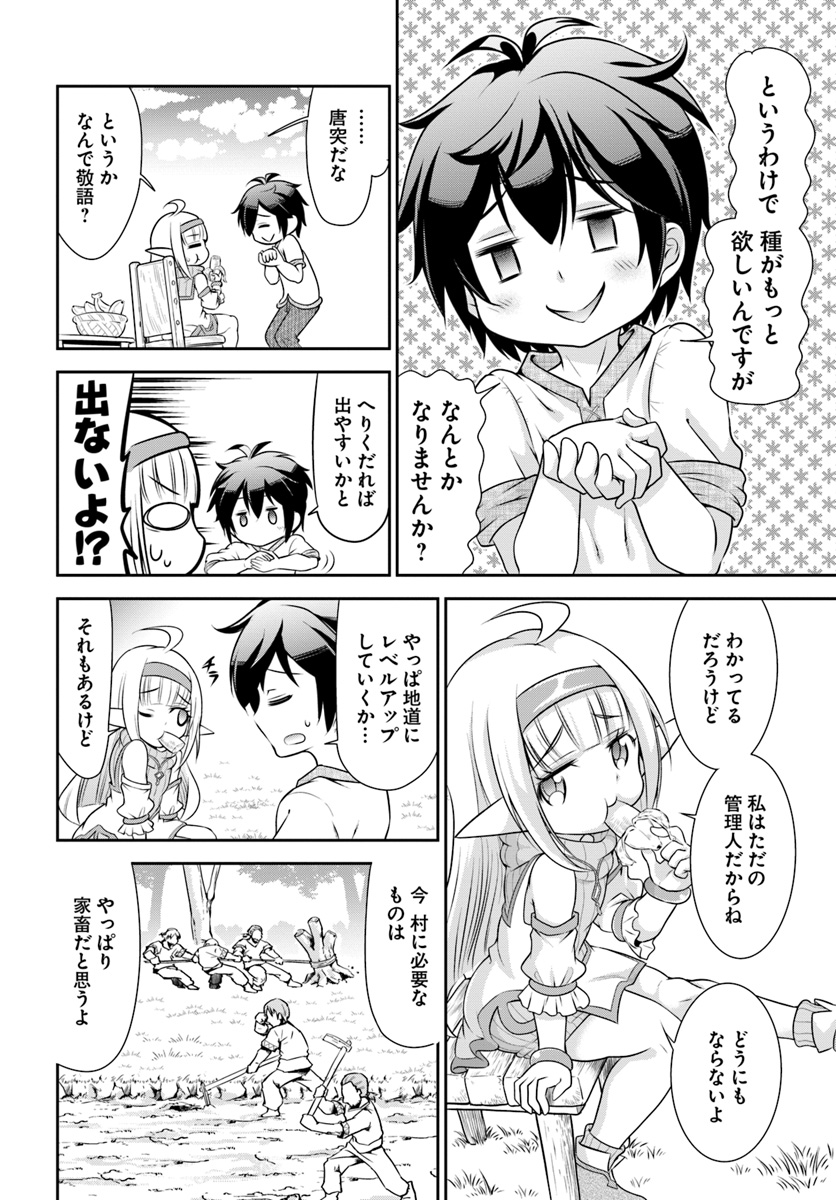 というわけで
種がもっと
欲しいんですが
なんとか
なりませんか?
……
唐突だな
というか
なんで敬語?
へりくだれば
出やすいかと
出ないよ!?
わかってる
だろうけど
私はただの
管理人だからね
どうにも
ならないよ
やっぱ地道に
レベルアップ
していくか…
それもあるけど
今 村に必要な
ものは
やっぱり
家畜だと思うよ